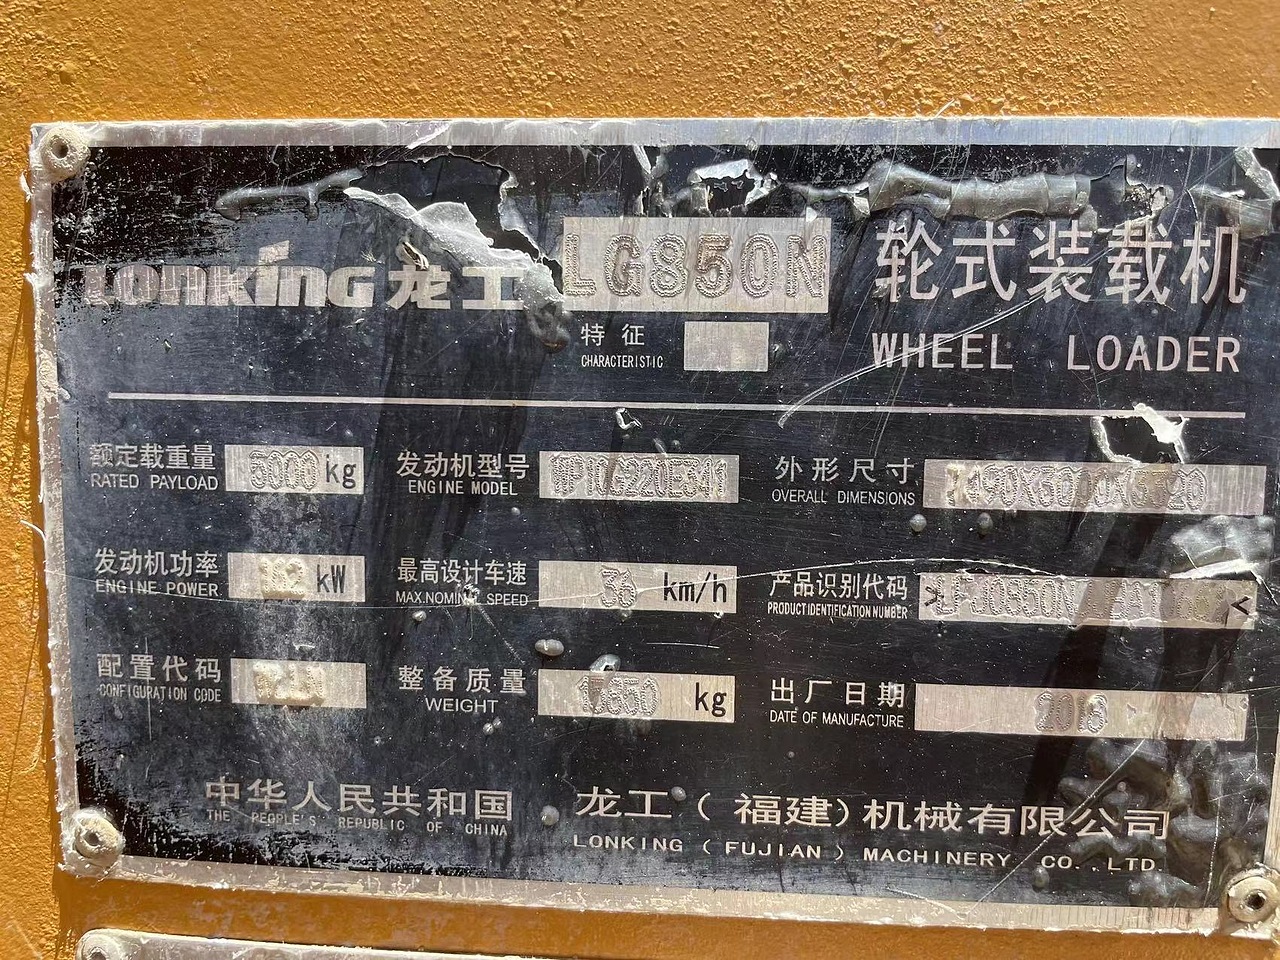 LONKING 龙工 LG850N 轮式装载机
特征
CHARACTERISTIC
WHEEL LOADER
额定载重量 5000 kg 发动机型号 WP10G220E341 外形尺寸
RATED PAYLOAD ENGINE MODEL OVERALL DIMENSIONS
发动机功率 162 kW 最高设计车速 36 km/h 产品识别代码
ENGINE POWER MAX.NOMINAL SPEED PRODUCT IDENTIFICATION NUMBER
配置代码 整备质量 kg 出厂日期 2018
CONFIGURATION CODE WEIGHT DATE OF MANUFACTURE
中华人民共和国 龙工(福建)机械有限公司
THE PEOPLE'S REPUBLIC OF CHINA LONKING (FUJIAN) MACHINERY CO.,LTD.